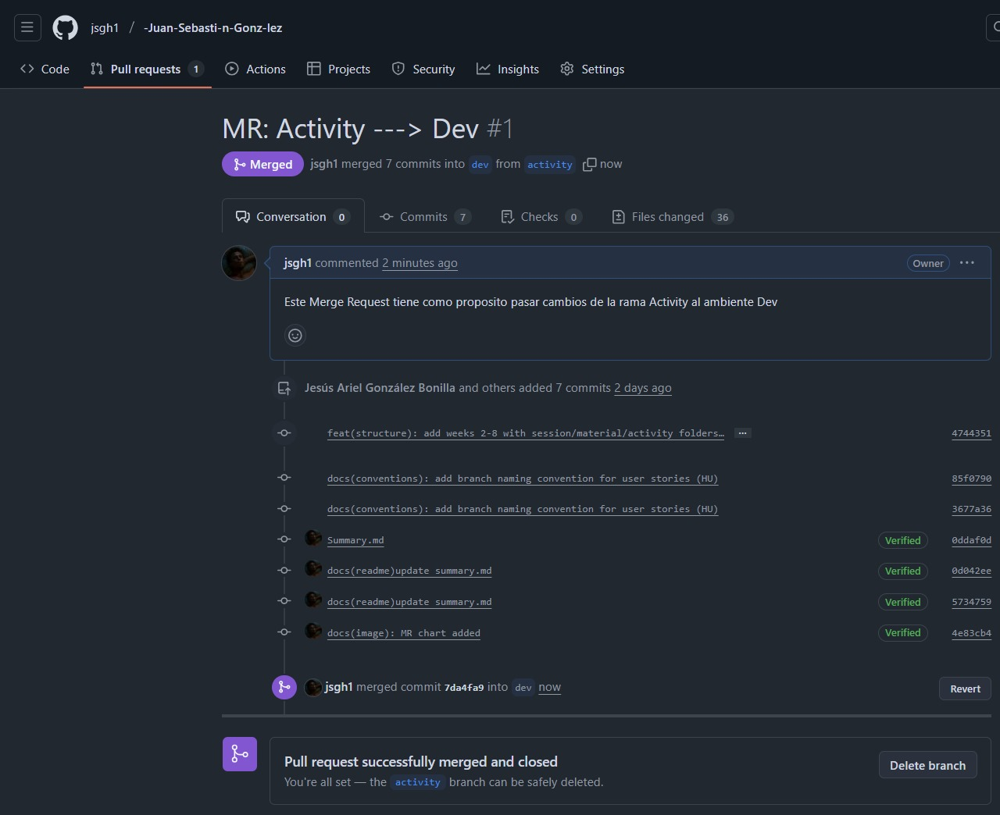 jsgh1 / -Juan-Sebasti-n-Gonz-lez
Code Pull requests 1 Actions Projects Security Insights Settings
MR: Activity ---> Dev #1
Merged jsgh1 merged 7 commits into dev from activity now
Conversation 0 Commits 7 Checks 0 Files changed 36
jsgh1 commented 2 minutes ago Owner ...
Este Merge Request tiene como proposito pasar cambios de la rama Activity al ambiente Dev
Jesús Ariel González Bonilla and others added 7 commits 2 days ago
feat(structure): add weeks 2-8 with session/material/activity folders… ... 4744351
docs(conventions): add branch naming convention for user stories (HU) 85f0790
docs(conventions): add branch naming convention for user stories (HU) 3677a36
Summary.md Verified 0ddaf0d
docs(readme)update summary.md Verified 0d042ee
docs(readme)update summary.md Verified 5734759
docs(image): MR chart added Verified 4e83cb4
jsgh1 merged commit 7da4fa9 into dev now Revert
Pull request successfully merged and closed
You're all set — the activity branch can be safely deleted.
Delete branch